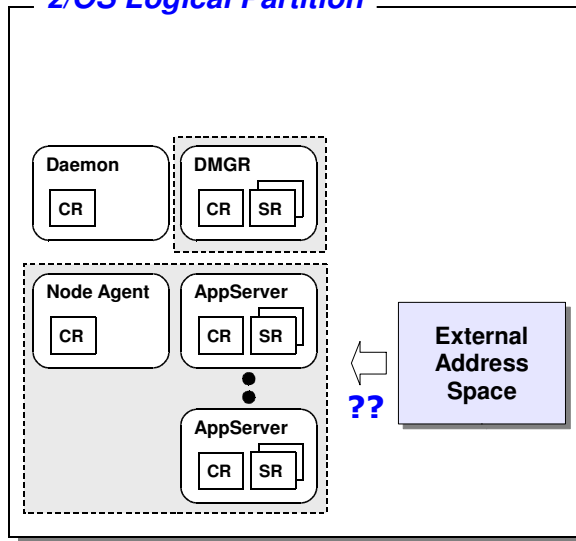 z/OS Logical Partition
Daemon
CR
DMGR
CR
SR
Node Agent
CR
AppServer
CR
SR
AppServer
CR
SR
External
Address
Space
??